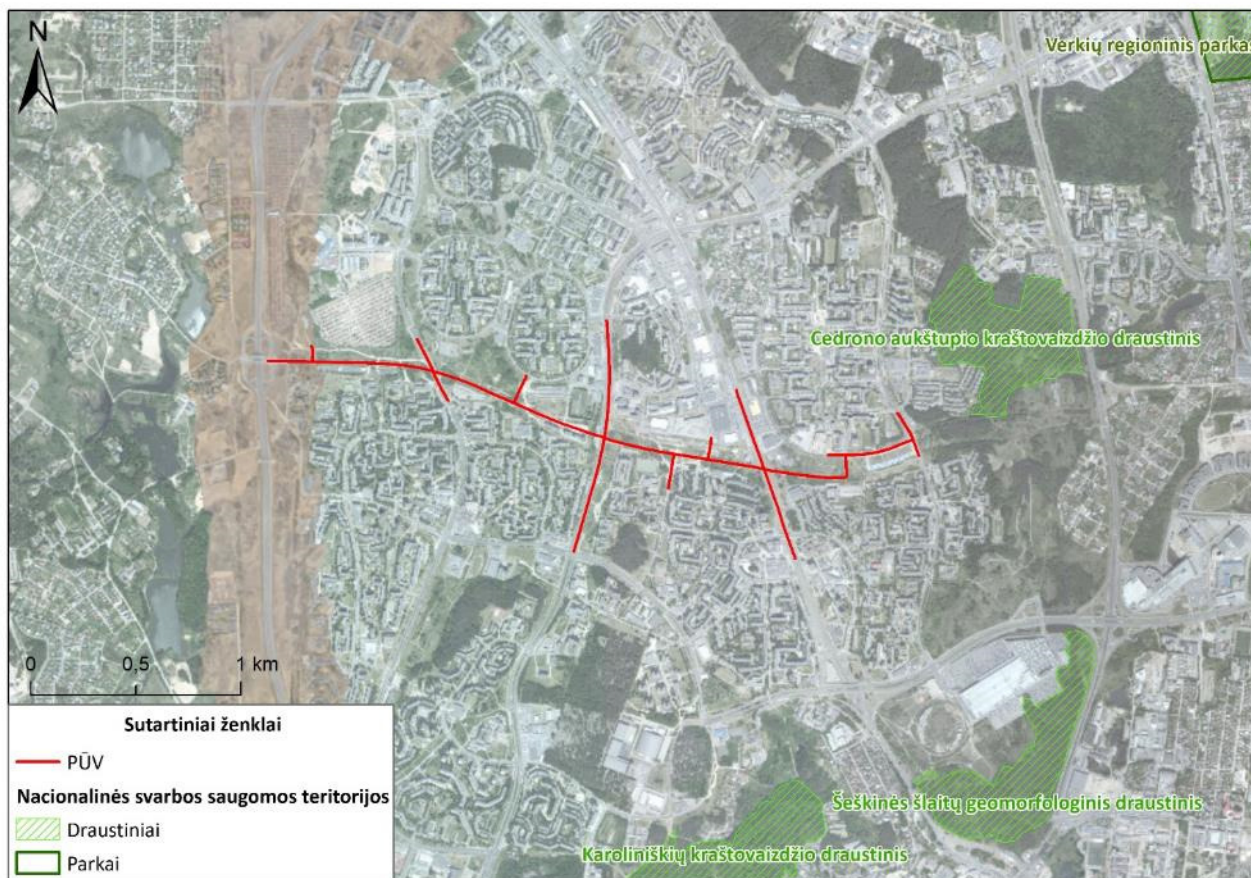 N
Verkių regioninis parkas
Cedrono aukštupio kraštovaizdžio draustinis
0 0,5 1 km
Sutartiniai ženklai
PŪV
Nacionalinės svarbos saugomos teritorijos
Draustiniai
Parkai
Šeškinės šlaitų geomorfologinis draustinis
Karoliniškių kraštovaizdžio draustinis